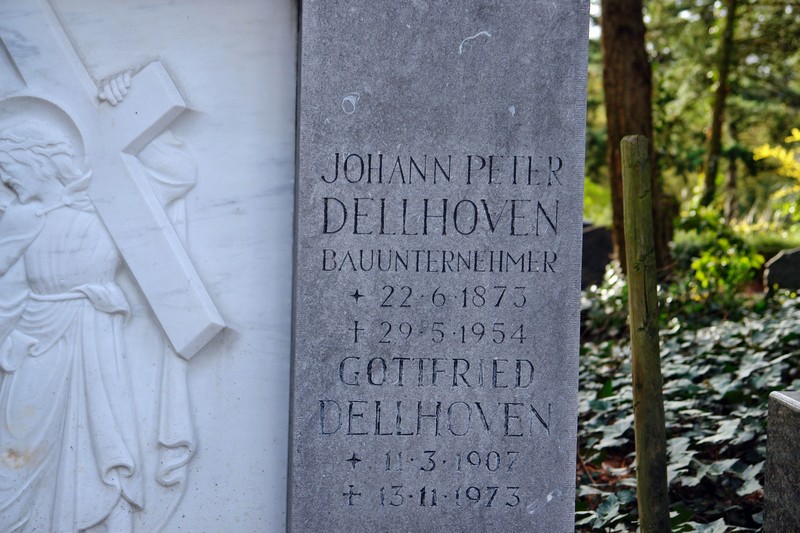 JOHANN PETER
DELLHOVEN
BAUUNTERNEHMER
✦ 22·6·1873
✝ 29·5·1954
GOTTFRIED
DELLHOVEN
✦ 11·3·1907
✝ 13·11·1973